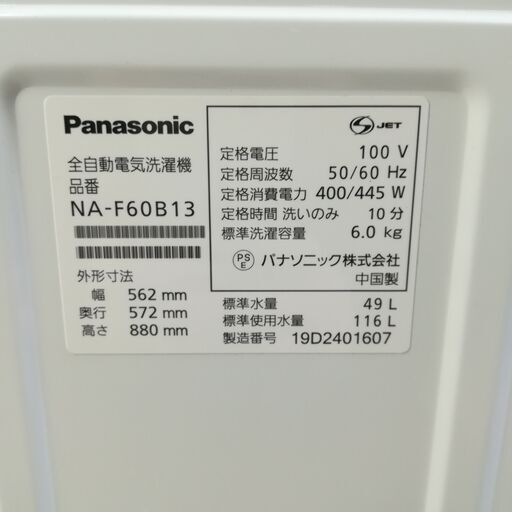 Panasonic
全自動電気洗濯機
品番
NA-F60B13
外形寸法
幅 562 mm
奥行 572 mm
高さ 880 mm
S JET
定格電圧 100 V
定格周波数 50/60 Hz
定格消費電力 400/445 W
定格時間 洗いのみ 10分
標準洗濯容量 6.0 kg
PSE パナソニック株式会社
中国製
標準水量 49 L
標準使用水量 116 L
製造番号 19D2401607